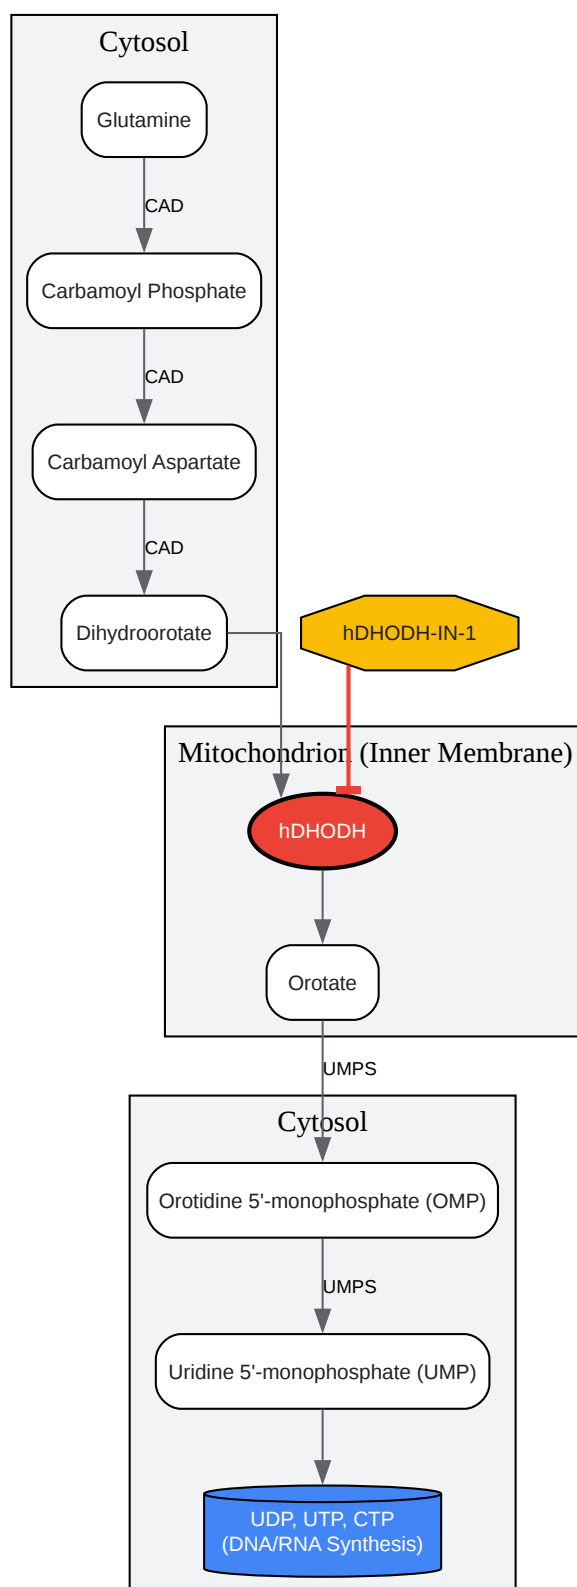 Cytosol
Glutamine
CAD
Carbamoyl Phosphate
CAD
Carbamoyl Aspartate
CAD
Dihydroorotate
hDHODH-IN-1
Mitochondrion (Inner Membrane)
hDHODH
Orotate
UMPS
Cytosol
Orotidine 5'-monophosphate (OMP)
UMPS
Uridine 5'-monophosphate (UMP)
UDP, UTP, CTP
(DNA/RNA Synthesis)